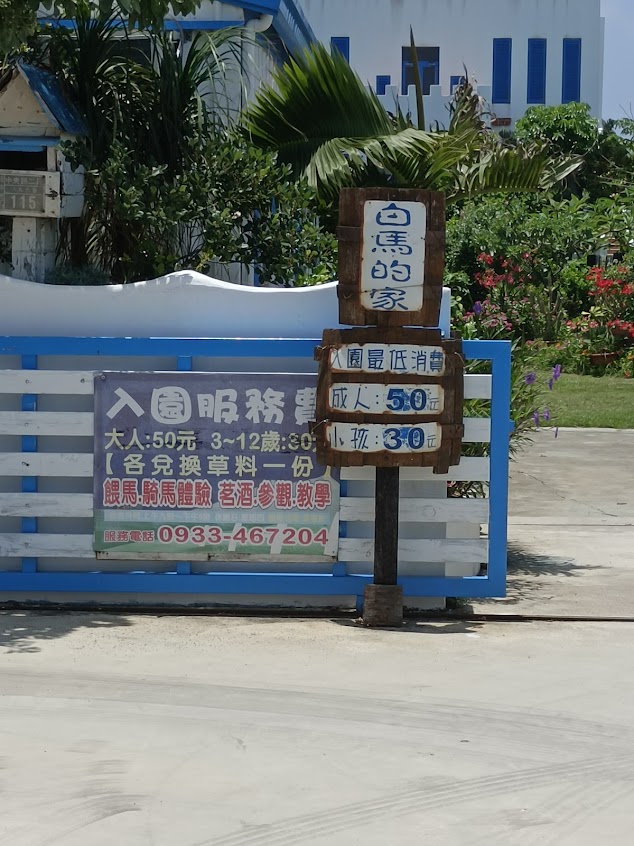 115
白馬的家
入園最低消費
成人:50元
小孩:30元
入園服務費
大人:50元 3~12歲:30
【各兌換草料一份】
餵馬.騎馬體驗 茗酒.參觀.教學
服務電話 0933-467204